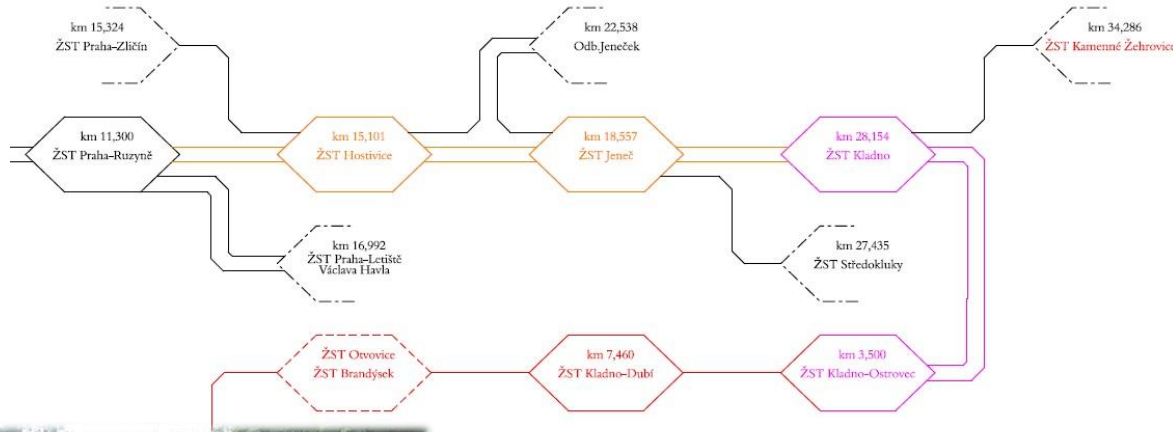 km 15,324
ŽST Praha-Zličín
km 22,538
Odb.Jeneček
km 34,286
ŽST Kamenné Žehrovice
km 11,300
ŽST Praha-Ruzyně
km 15,101
ŽST Hostivice
km 18,557
ŽST Jeneč
km 28,154
ŽST Kladno
km 16,992
ŽST Praha-Letiště
Václava Havla
km 27,435
ŽST Středokluky
ŽST Otvovice
ŽST Brandýsek
km 7,460
ŽST Kladno-Dubí
km 3,500
ŽST Kladno-Ostrovec